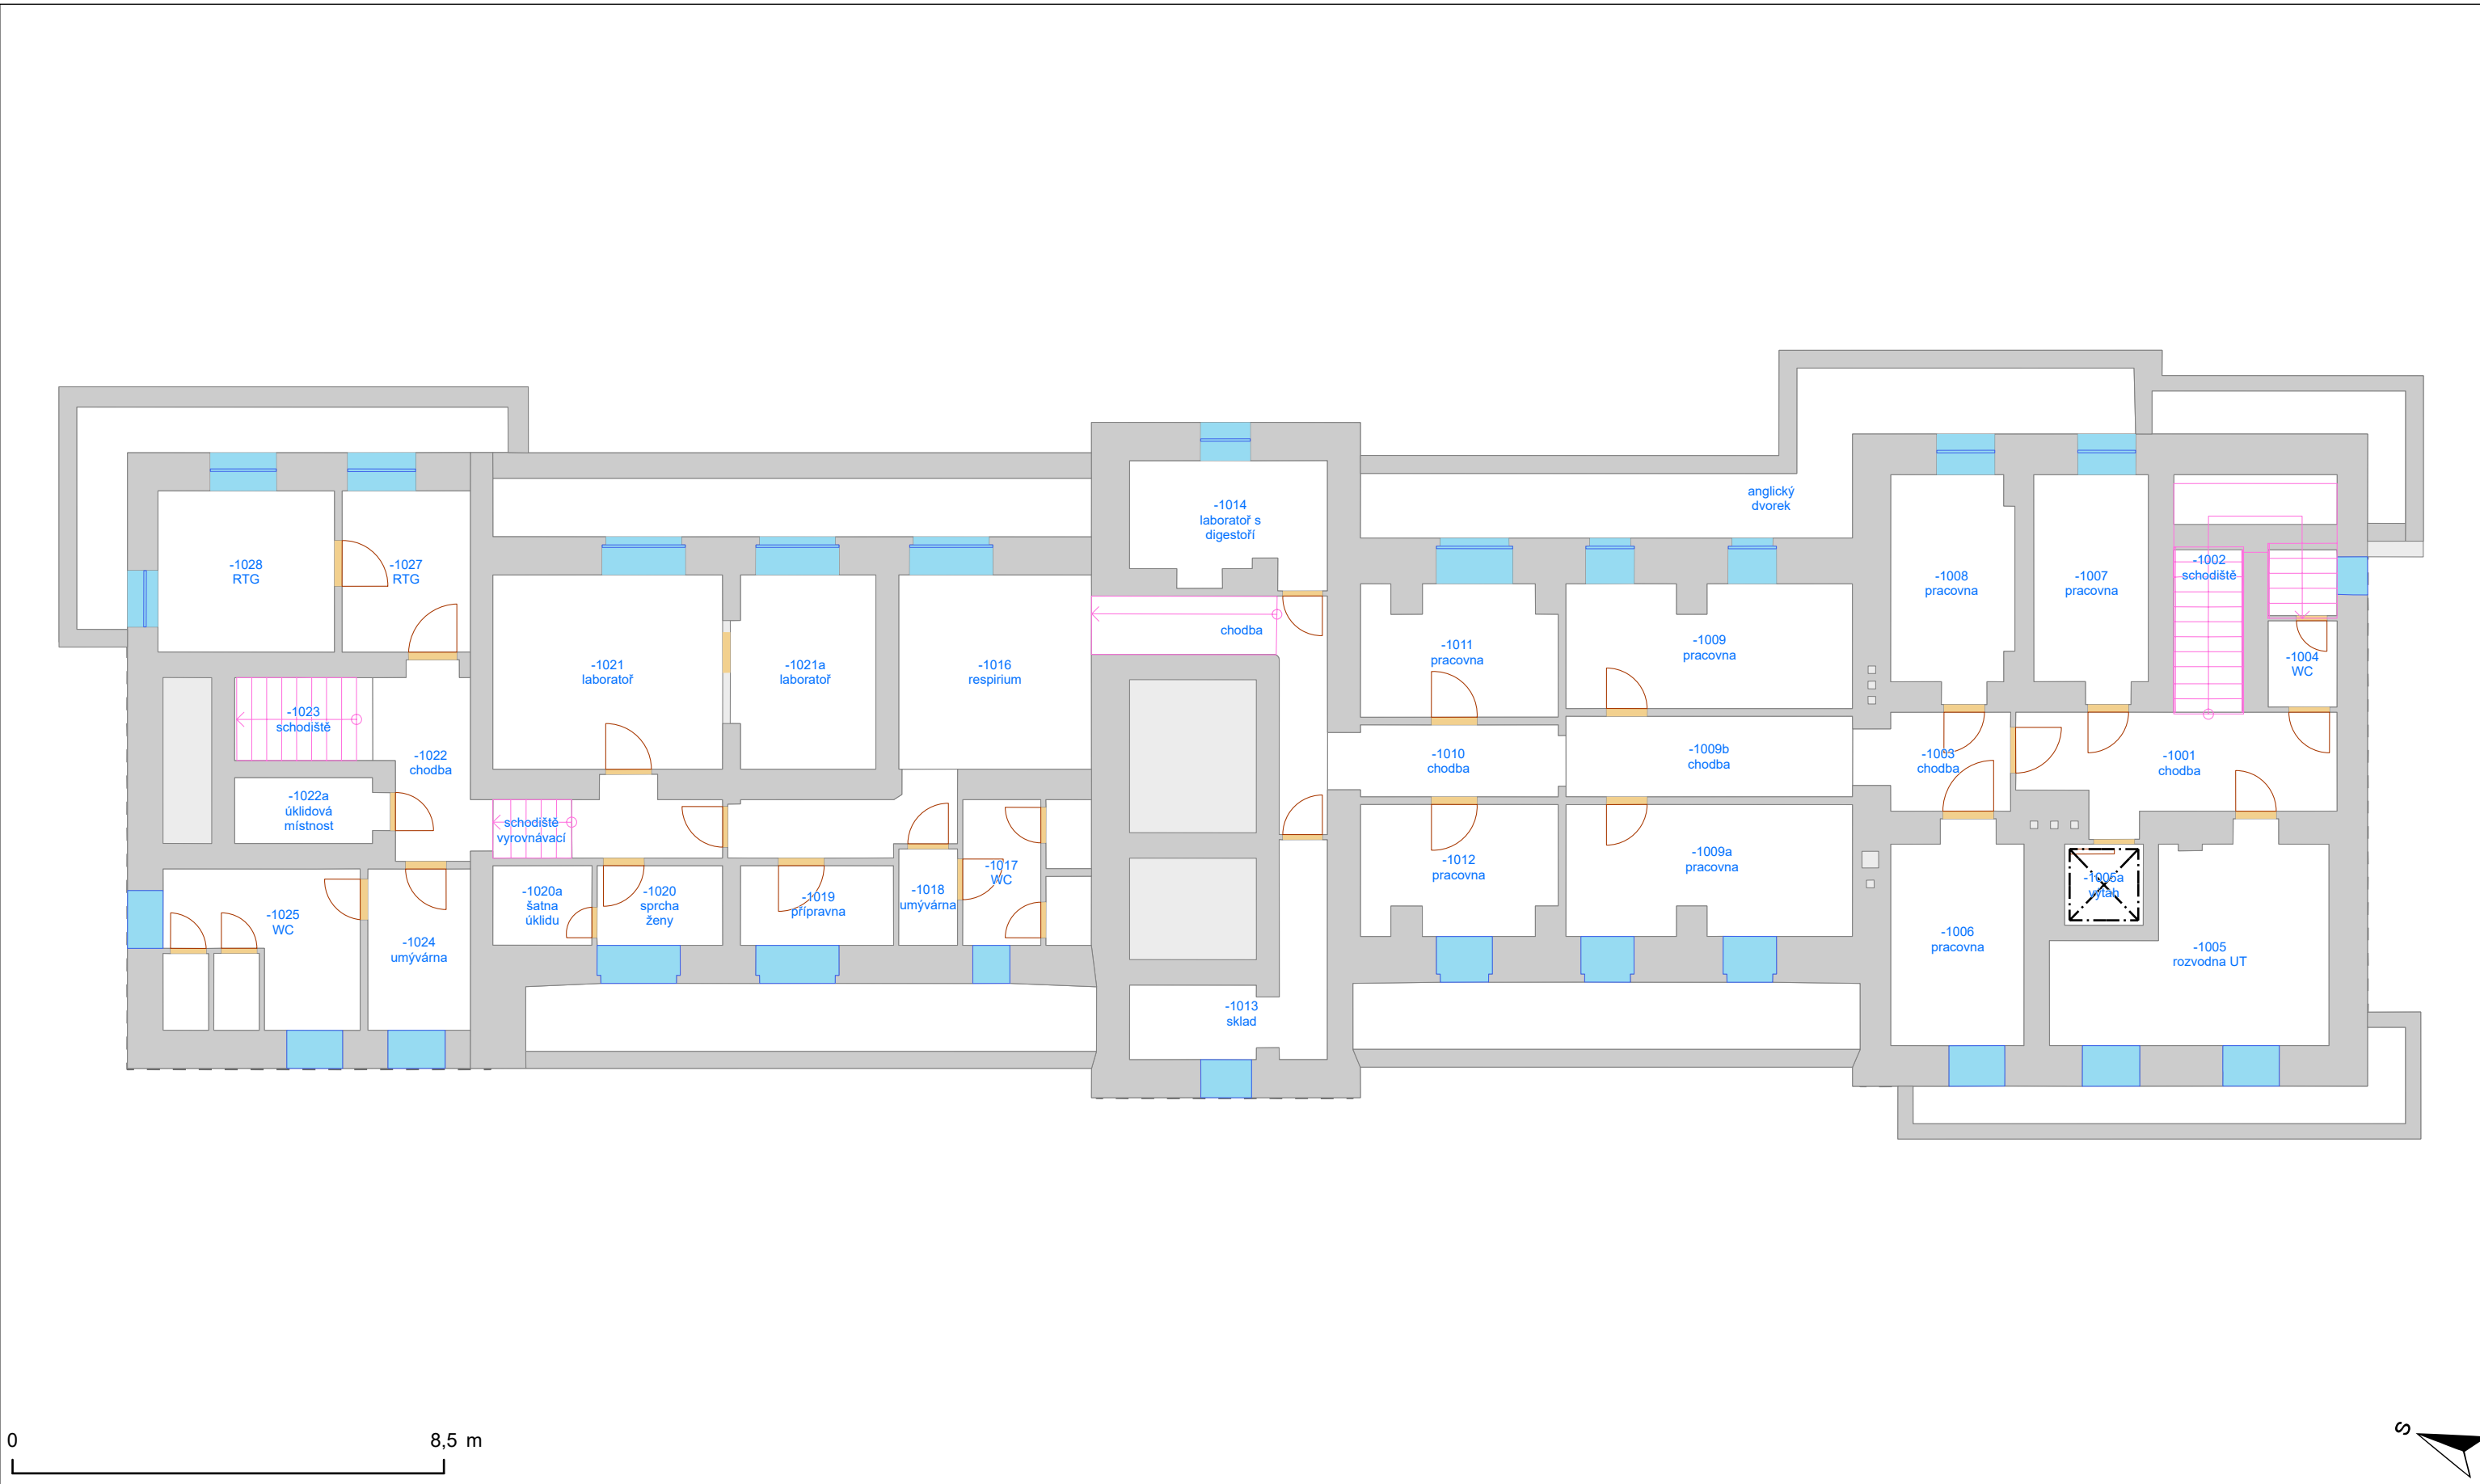 anglický
dvorek
-1014
laboratoř s
digestoří
-1028
RTG
-1027
RTG
-1002
schodiště
-1008
pracovna
-1007
pracovna
chodba
-1011
pracovna
-1009
pracovna
-1021
laboratoř
-1021a
laboratoř
-1016
respirium
-1004
WC
-1023
schodiště
-1022
chodba
-1010
chodba
-1009b
chodba
-1003
chodba
-1001
chodba
-1022a
úklidová
místnost
schodiště
vyrovnávací
-1012
pracovna
-1009a
pracovna
-1017
WC
-1005a
výtah
-1020a
šatna
úklidu
-1020
sprcha
ženy
-1019
přípravna
-1018
umývárna
-1025
WC
-1024
umývárna
-1006
pracovna
-1005
rozvodna UT
-1013
sklad
0
8,5 m
S